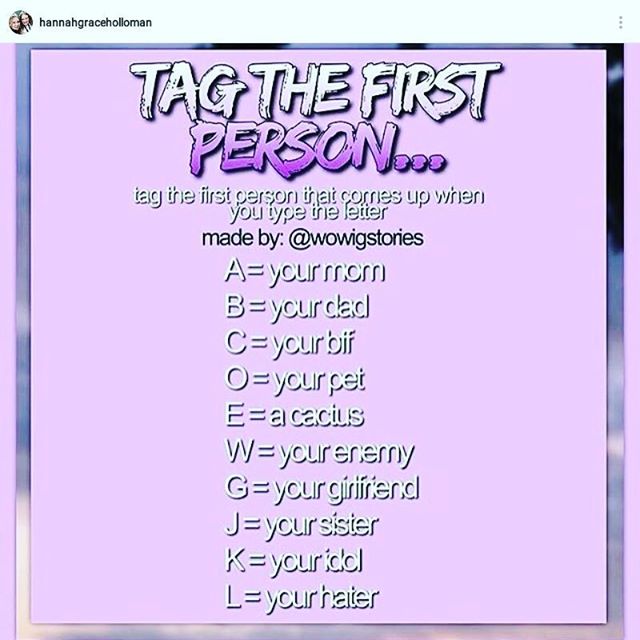 hannahgraceholloman
TAG THE FIRST
PERSON...
tag the first person that comes up when
you type the letter
made by: @wowigstories
A = your mom
B = your dad
C = your bff
O = your pet
E = a cactus
W = your enemy
G = your girlfriend
J = your sister
K = your idol
L = your hater